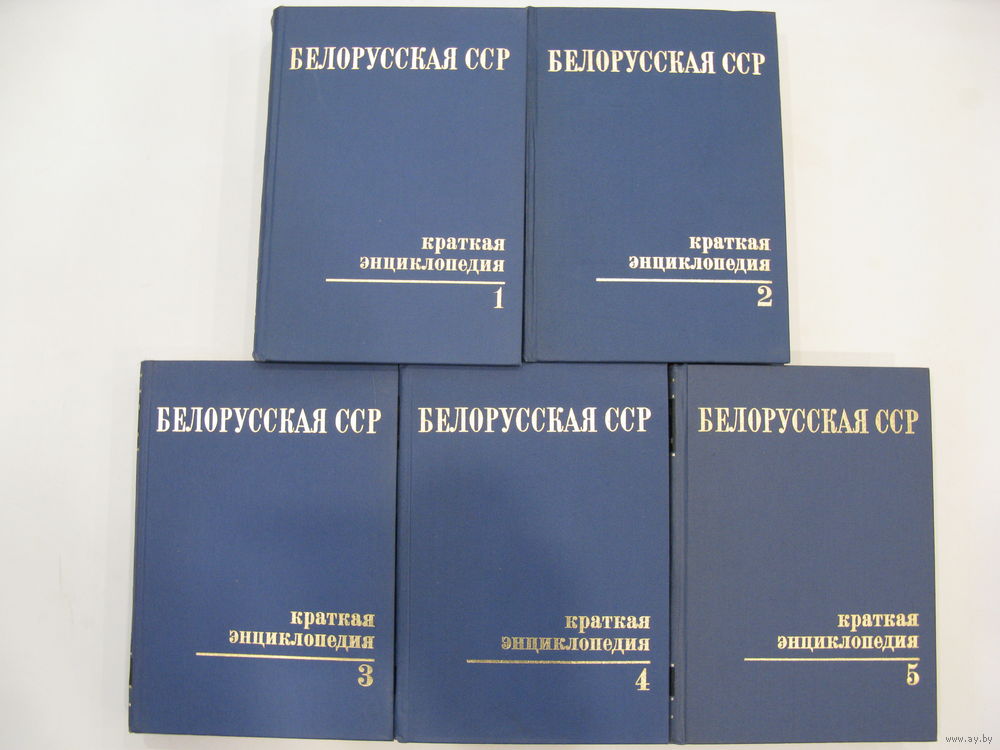 БЕЛОРУССКАЯ ССР
краткая
энциклопедия
1
БЕЛОРУССКАЯ ССР
краткая
энциклопедия
2
БЕЛОРУССКАЯ ССР
краткая
энциклопедия
3
БЕЛОРУССКАЯ ССР
краткая
энциклопедия
4
БЕЛОРУССКАЯ ССР
краткая
энциклопедия
5
www.ay.by